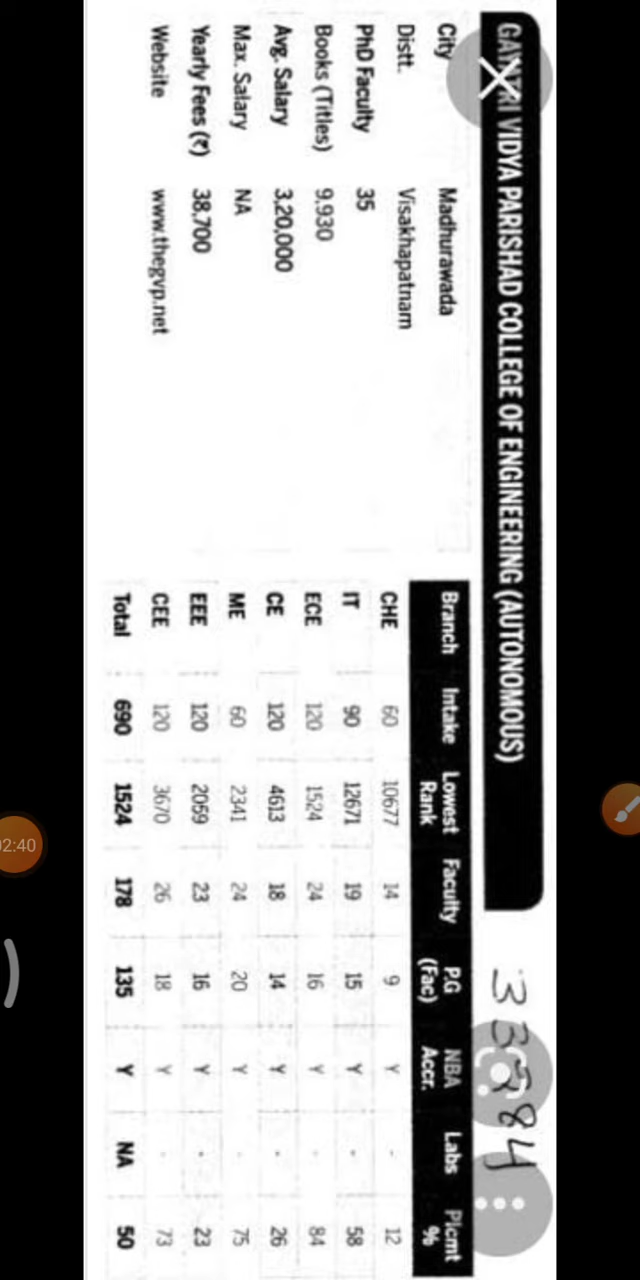 GAYATRI VIDYA PARISHAD COLLEGE OF ENGINEERING (AUTONOMOUS)
City Madhurawada
Distt. Visakhapatnam
PhD Faculty 35
Books (Titles) 9,930
Avg. Salary 3,20,000
Max. Salary NA
Yearly Fees (₹) 38,700
Website www.thegvp.net
Branch Intake Lowest Rank Faculty P.G (Fac) NBA Accr. Labs Plcmt %
CHE 60 10677 14 9 Y - 12
IT 90 12671 19 15 Y - 58
ECE 120 1524 24 16 Y - 84
CE 120 4613 18 14 Y - 26
ME 60 2341 24 20 Y - 75
EEE 120 2059 23 16 Y - 23
CEE 120 3670 26 18 Y - 73
Total 690 1524 178 135 Y NA 50
02:40